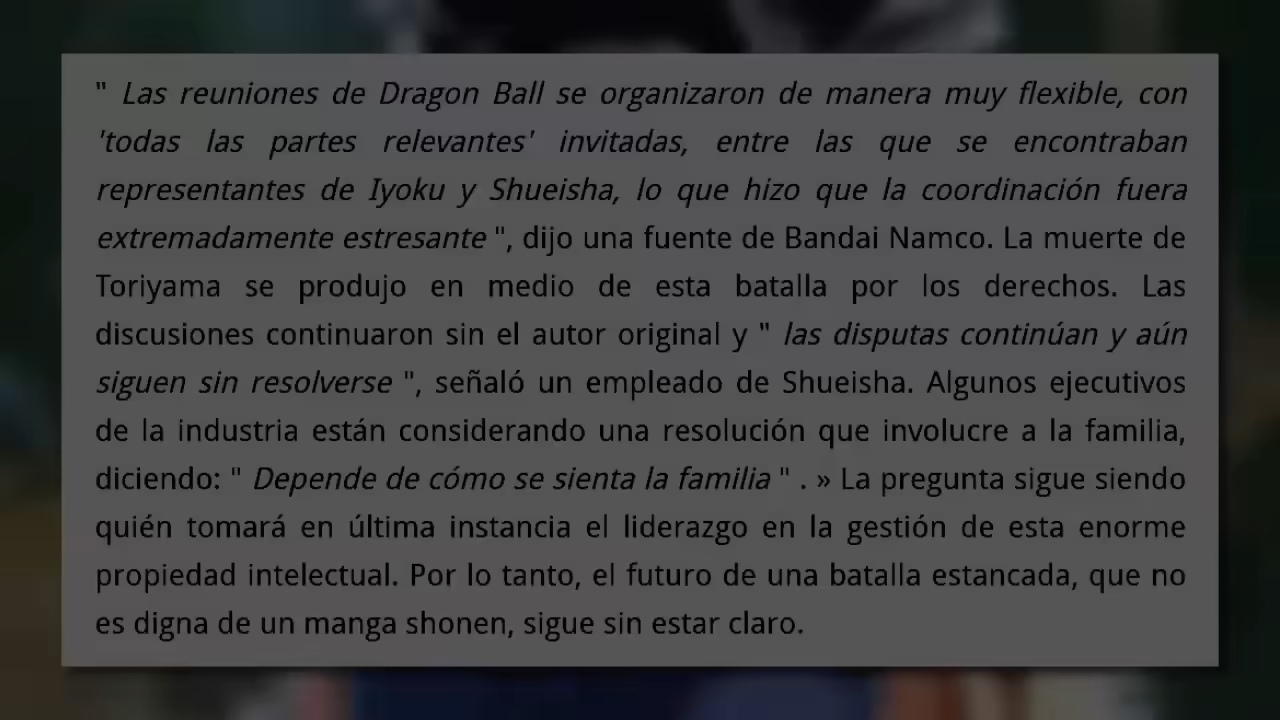 " Las reuniones de Dragon Ball se organizaron de manera muy flexible, con
'todas las partes relevantes' invitadas, entre las que se encontraban
representantes de Iyoku y Shueisha, lo que hizo que la coordinación fuera
extremadamente estresante ", dijo una fuente de Bandai Namco. La muerte de
Toriyama se produjo en medio de esta batalla por los derechos. Las
discusiones continuaron sin el autor original y " las disputas continúan y aún
siguen sin resolverse ", señaló un empleado de Shueisha. Algunos ejecutivos
de la industria están considerando una resolución que involucre a la familia,
diciendo: " Depende de cómo se sienta la familia " . » La pregunta sigue siendo
quién tomará en última instancia el liderazgo en la gestión de esta enorme
propiedad intelectual. Por lo tanto, el futuro de una batalla estancada, que no
es digna de un manga shonen, sigue sin estar claro.